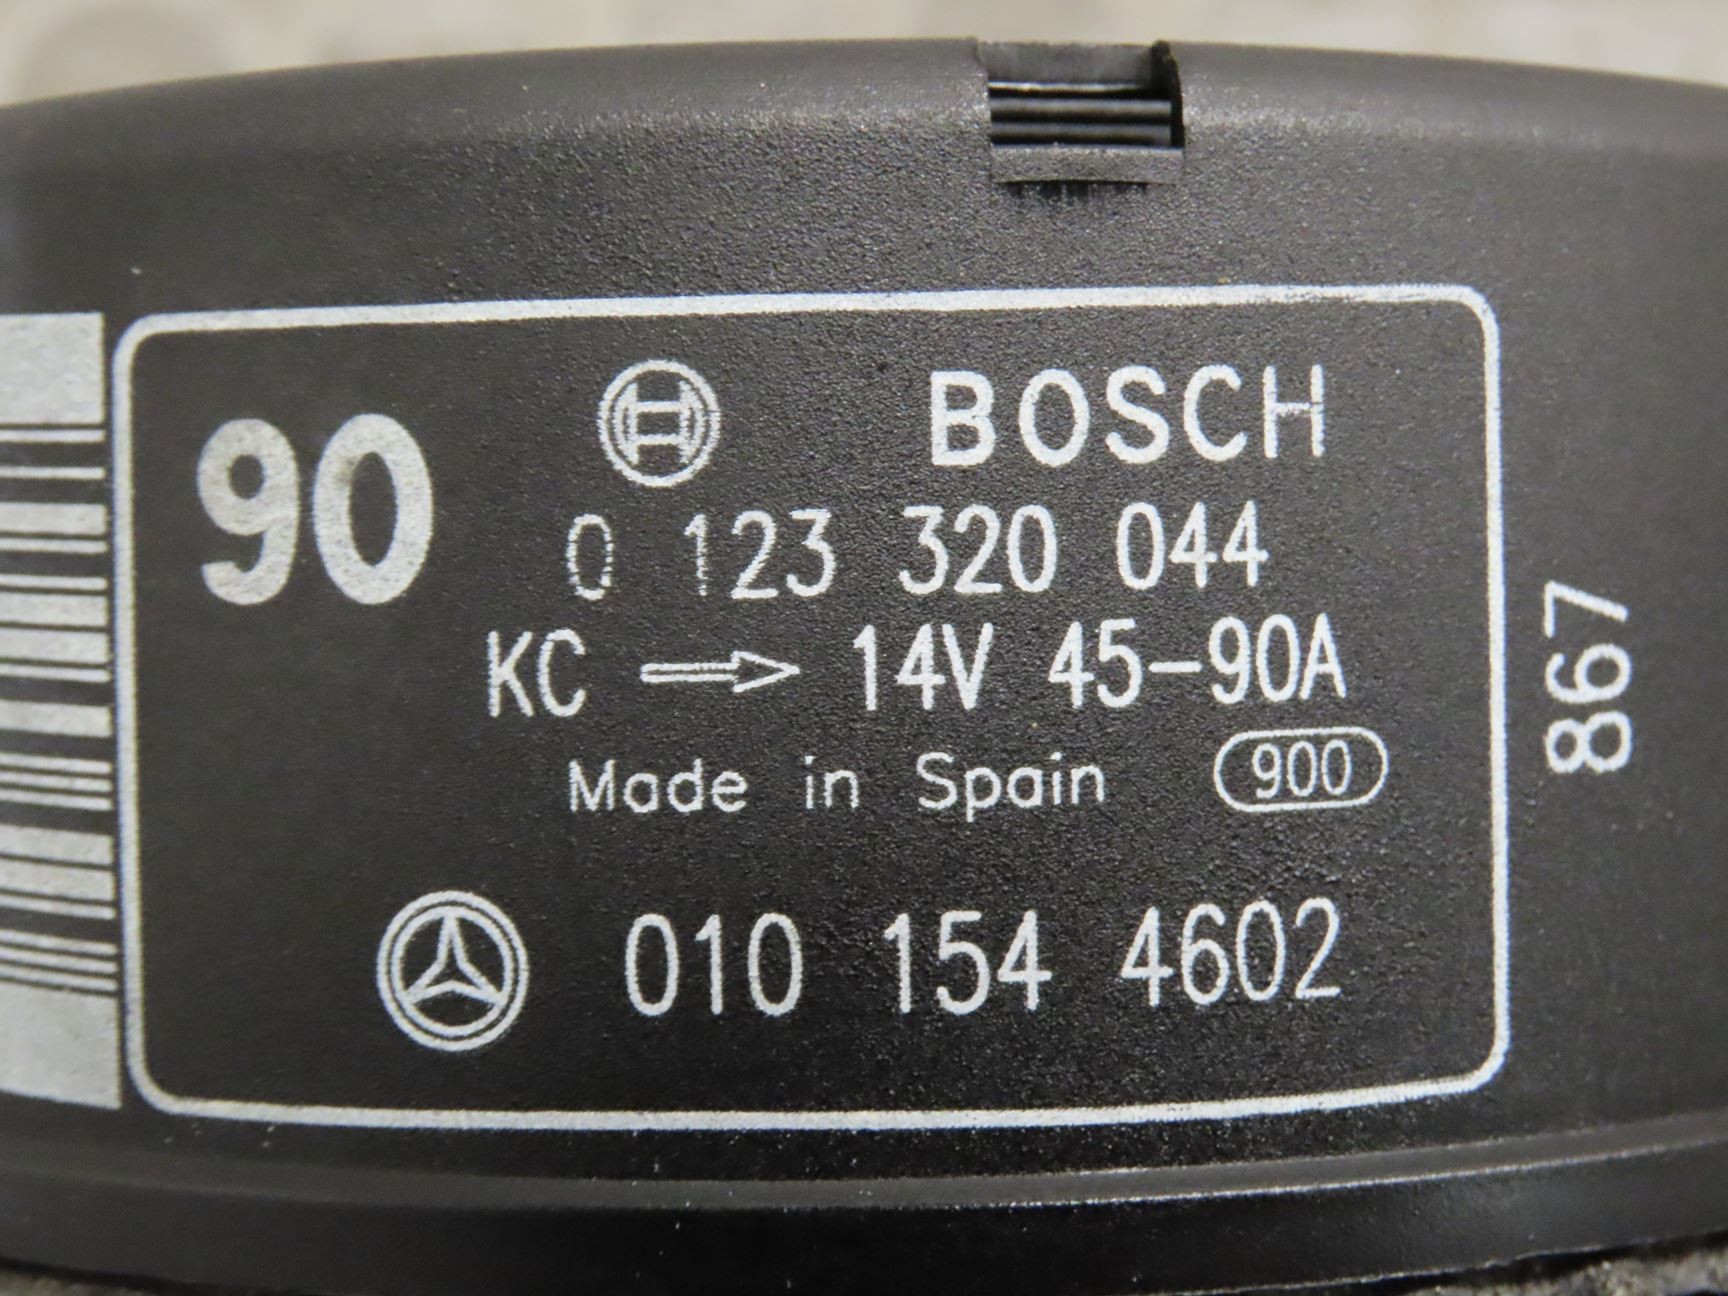 90
BOSCH
0 123 320 044
KC → 14V 45-90A
Made in Spain 900
010 154 4602
867